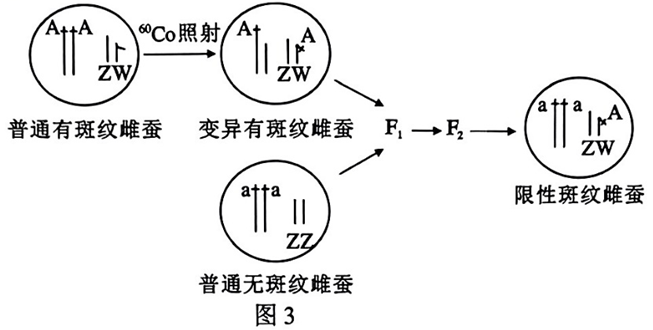 A A ZW
普通有斑纹雌蚕
⁶⁰Co照射
A A ZW
变异有斑纹雌蚕
a a ZZ
普通无斑纹雌蚕
F₁
F₂
a a A ZW
限性斑纹雌蚕
图3